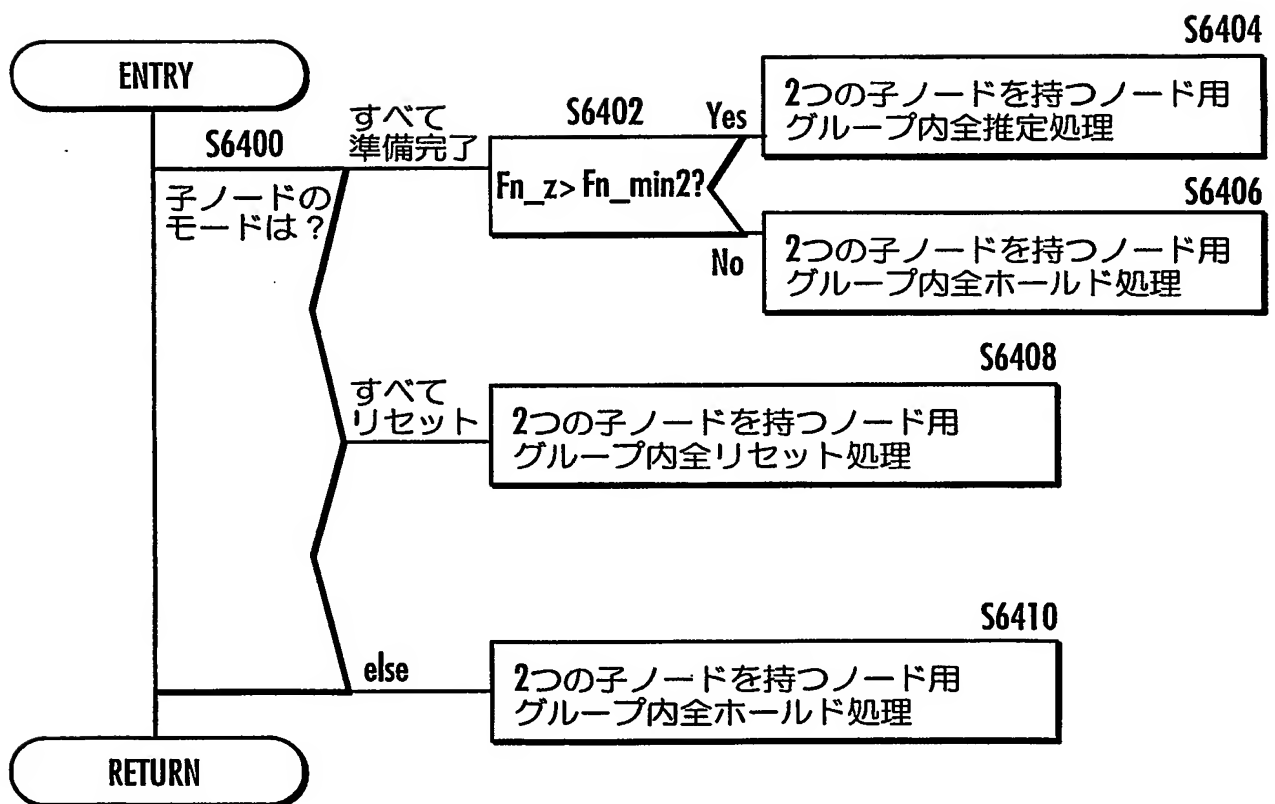 ENTRY
S6400
子ノードの
モードは？
すべて
準備完了
S6402
Fn_z> Fn_min2?
Yes
S6404
2つの子ノードを持つノード用
グループ内全推定処理
No
S6406
2つの子ノードを持つノード用
グループ内全ホールド処理
すべて
リセット
S6408
2つの子ノードを持つノード用
グループ内全リセット処理
else
S6410
2つの子ノードを持つノード用
グループ内全ホールド処理
RETURN